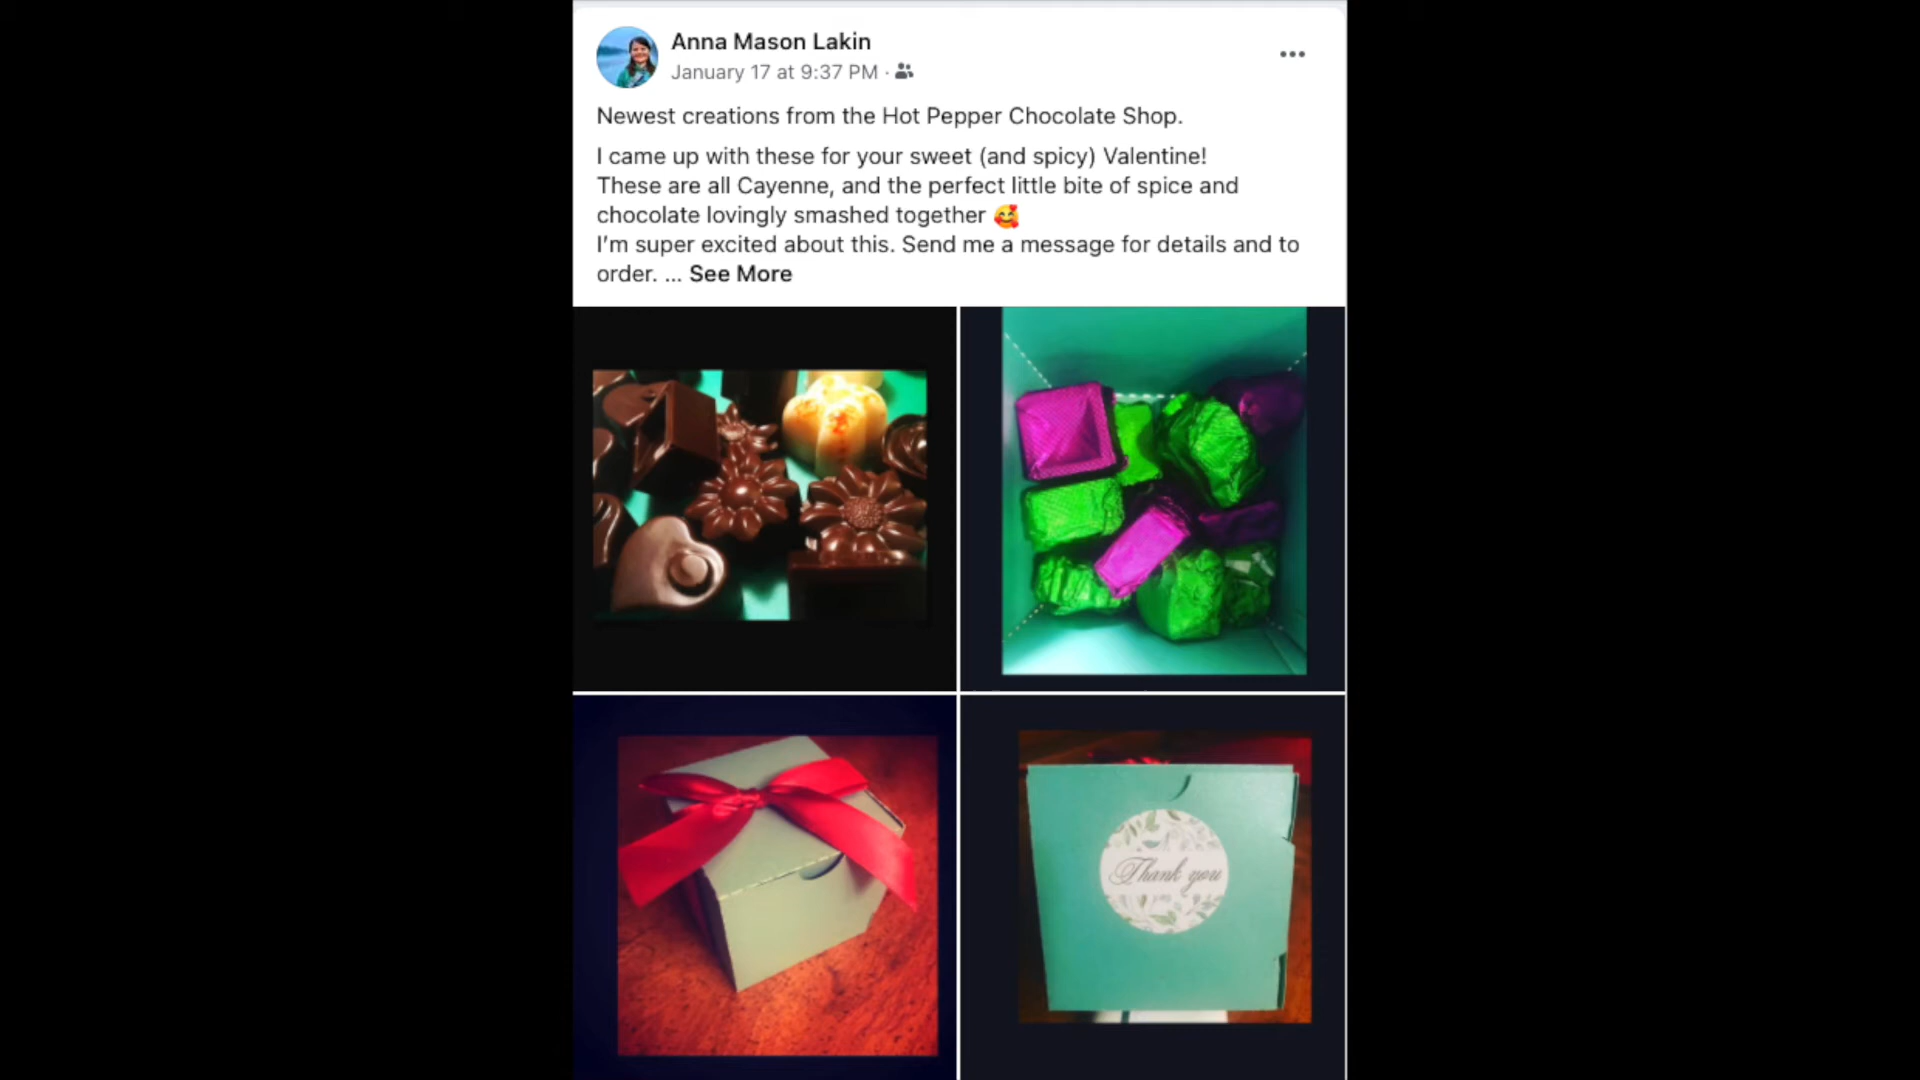 Anna Mason Lakin
January 17 at 9:37 PM ·
Newest creations from the Hot Pepper Chocolate Shop.
I came up with these for your sweet (and spicy) Valentine!
These are all Cayenne, and the perfect little bite of spice and
chocolate lovingly smashed together 🥰
I’m super excited about this. Send me a message for details and to
order. ... See More
Thank you